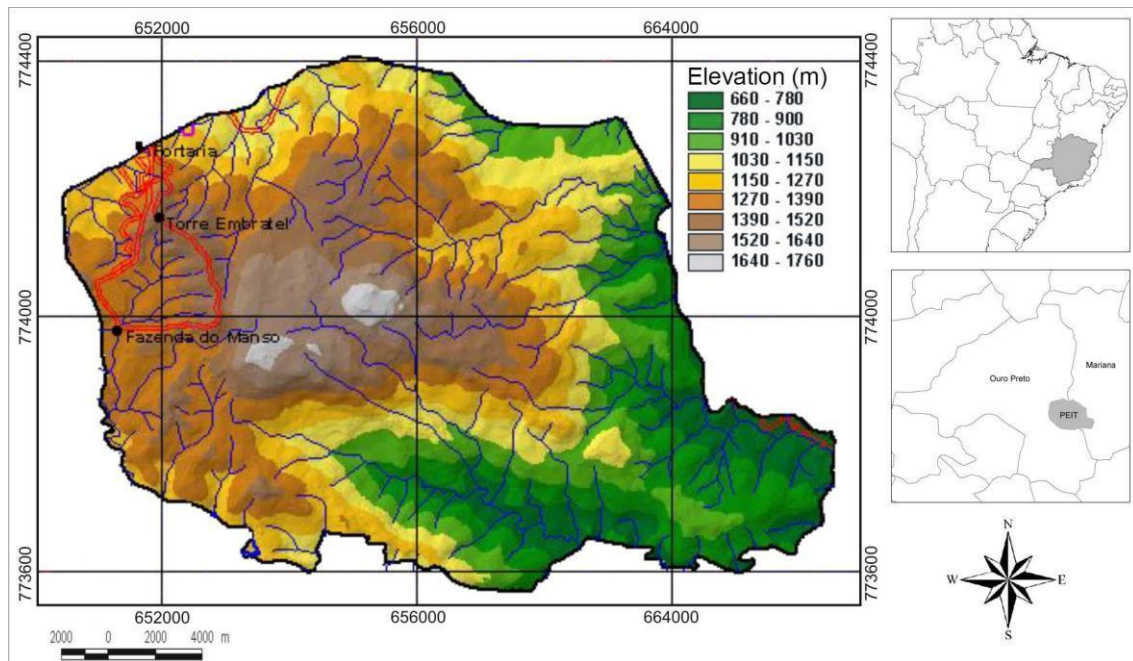 652000 656000 664000
774400
774400
Elevation (m)
660 - 780
780 - 900
910 - 1030
1030 - 1150
1150 - 1270
1270 - 1390
1390 - 1520
1520 - 1640
1640 - 1760
Portaria
Torre Embratel
774000
774000
Fazenda do Manso
773600
773600
652000 656000 664000
2000 0 2000 4000 m
Mariana
Ouro Preto
PEIT
N
W E
S